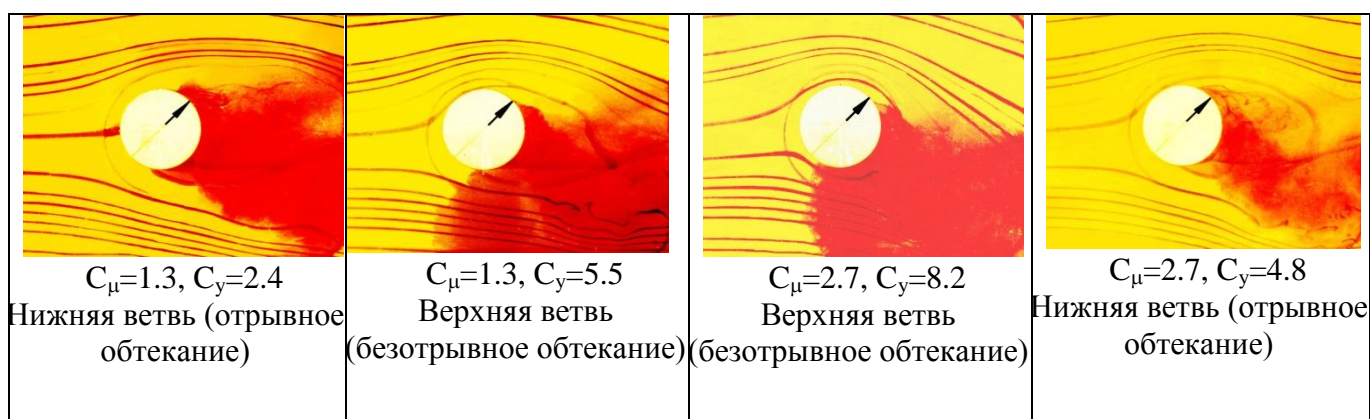 Cμ=1.3, Cy=2.4
Нижняя ветвь (отрывное
обтекание)
Cμ=1.3, Cy=5.5
Верхняя ветвь
(безотрывное обтекание)
Cμ=2.7, Cy=8.2
Верхняя ветвь
(безотрывное обтекание)
Cμ=2.7, Cy=4.8
Нижняя ветвь (отрывное
обтекание)